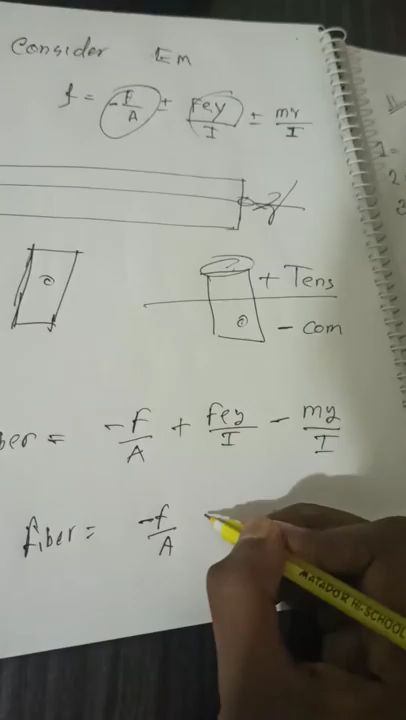 Consider EM
f = -F/A ± Fey/I ± my/I
+ Tens
- com
ber = -F/A + Fey/I - my/I
fiber = -f/A
MATADOR HI-SCHOOL